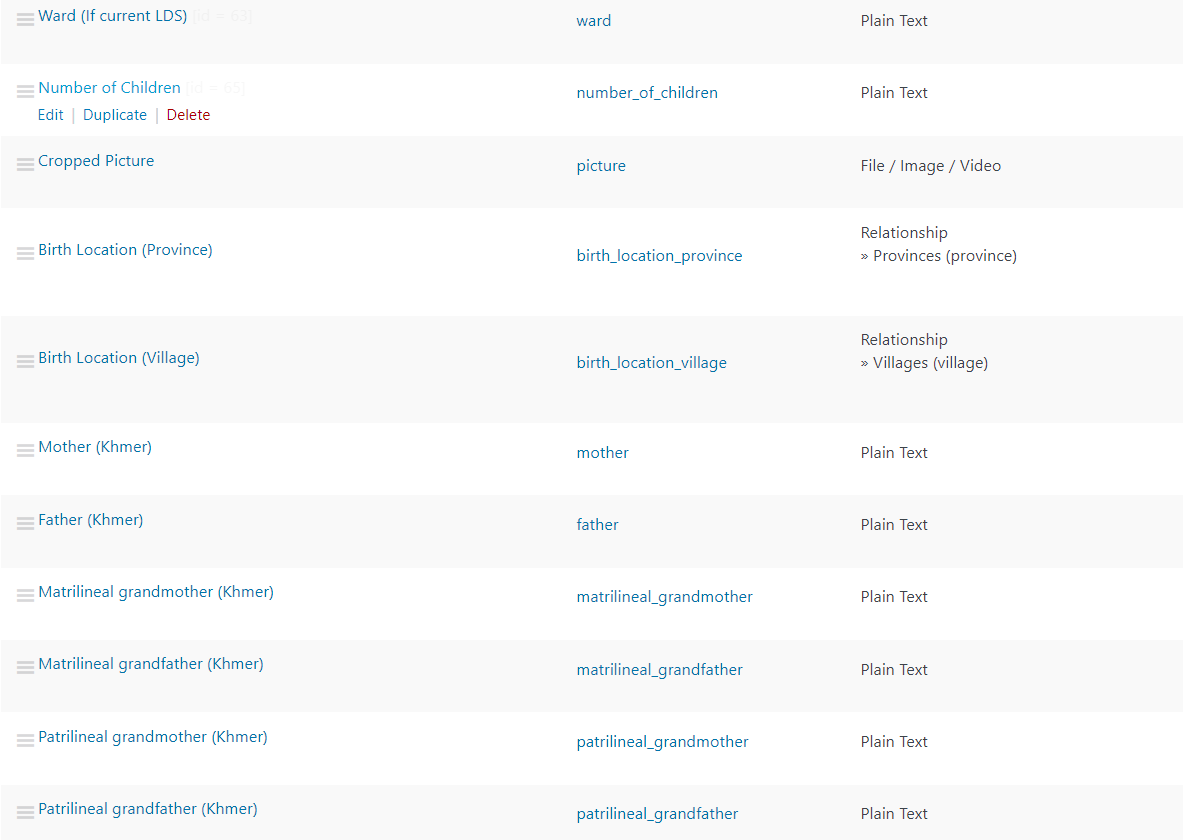 Ward (If current LDS) [id = 63]
ward
Plain Text
Number of Children [id = 65]
number_of_children
Plain Text
Edit | Duplicate | Delete
Cropped Picture
picture
File / Image / Video
Birth Location (Province)
birth_location_province
Relationship
» Provinces (province)
Birth Location (Village)
birth_location_village
Relationship
» Villages (village)
Mother (Khmer)
mother
Plain Text
Father (Khmer)
father
Plain Text
Matrilineal grandmother (Khmer)
matrilineal_grandmother
Plain Text
Matrilineal grandfather (Khmer)
matrilineal_grandfather
Plain Text
Patrilineal grandmother (Khmer)
patrilineal_grandmother
Plain Text
Patrilineal grandfather (Khmer)
patrilineal_grandfather
Plain Text